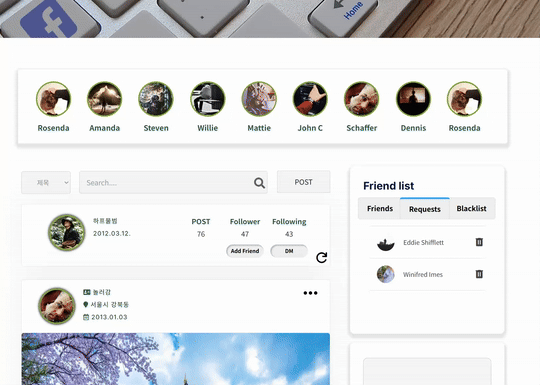 Home
Rosenda Amanda Steven Willie Mattie John C Schaffer Dennis Rosenda
제목 Search.... POST
Friend list
Friends Requests Blacklist
하프물범
2012.03.12.
POST Follower Following
76 47 43
Add Friend DM
Eddie Shifflett
Winifred Imes
놀러감
서울시 강북동
2013.01.03